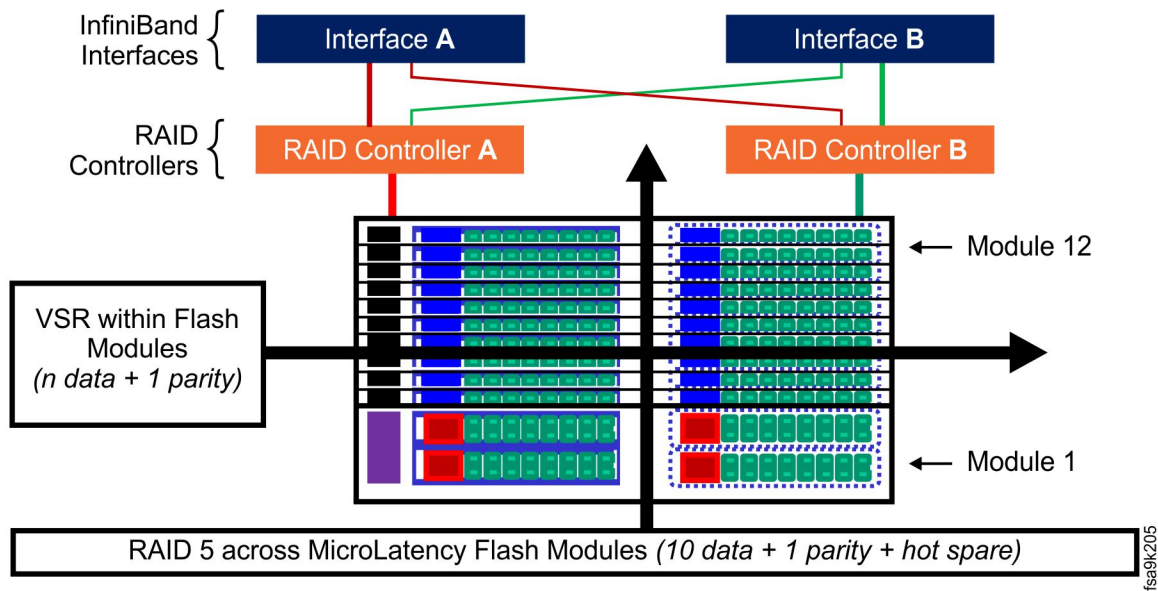 InfiniBand
Interfaces
Interface A
Interface B
RAID
Controllers
RAID Controller A
RAID Controller B
Module 12
VSR within Flash
Modules
(n data + 1 parity)
Module 1
RAID 5 across MicroLatency Flash Modules (10 data + 1 parity + hot spare)
fsa9k205